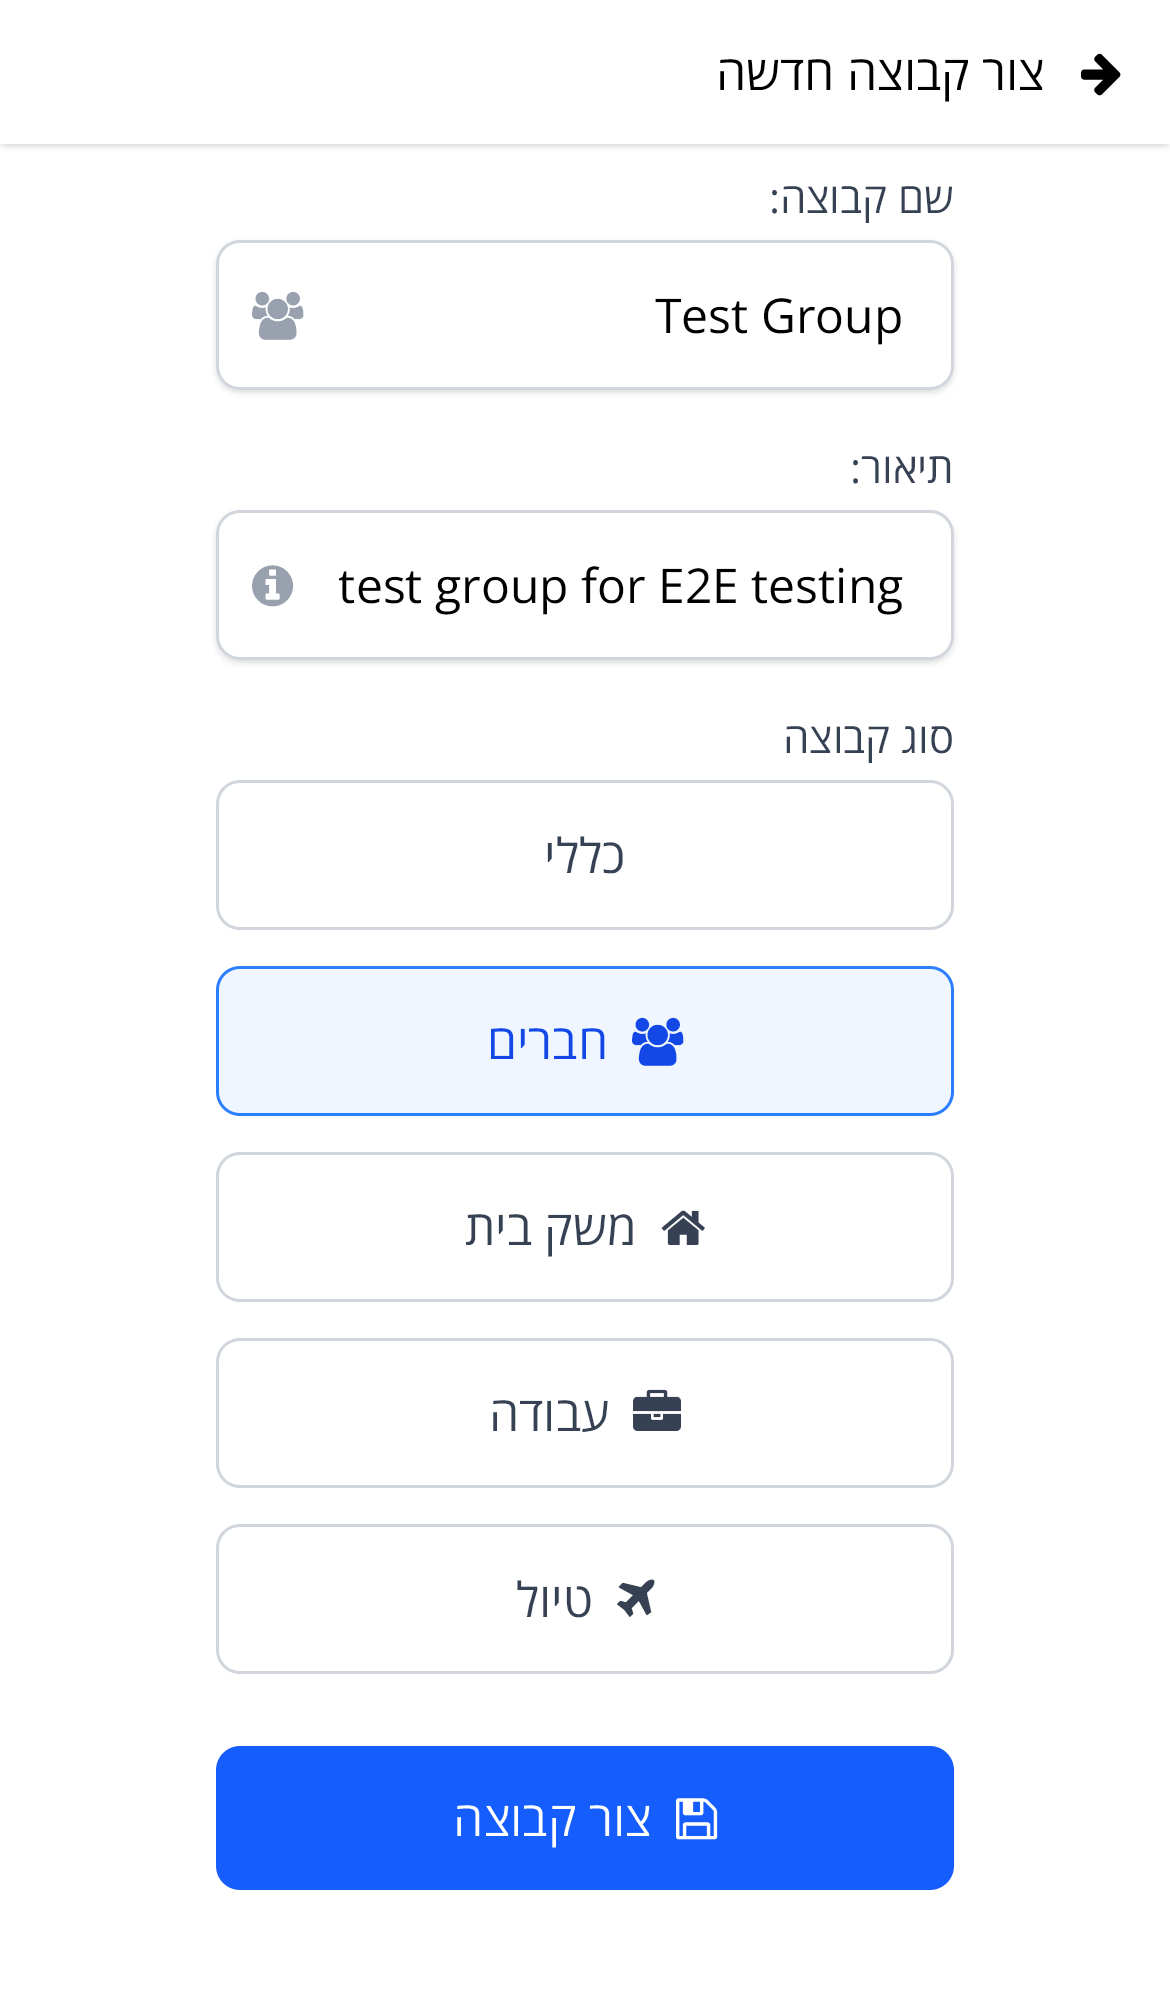 צור קבוצה חדשה
שם קבוצה:
Test Group
תיאור:
test group for E2E testing
סוג קבוצה
כללי
חברים
משק בית
עבודה
טיול
צור קבוצה